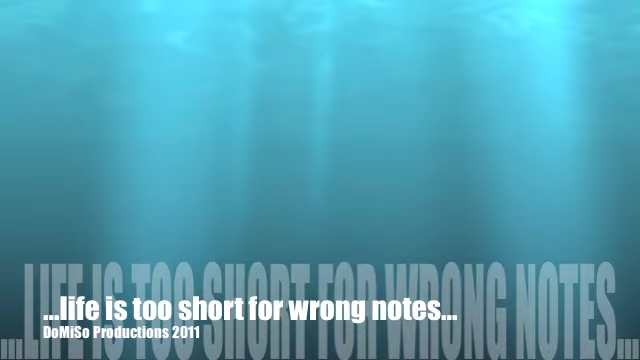 ...LIFE IS TOO SHORT FOR WRONG NOTES...
...life is too short for wrong notes...
DoMiSo Productions 2011